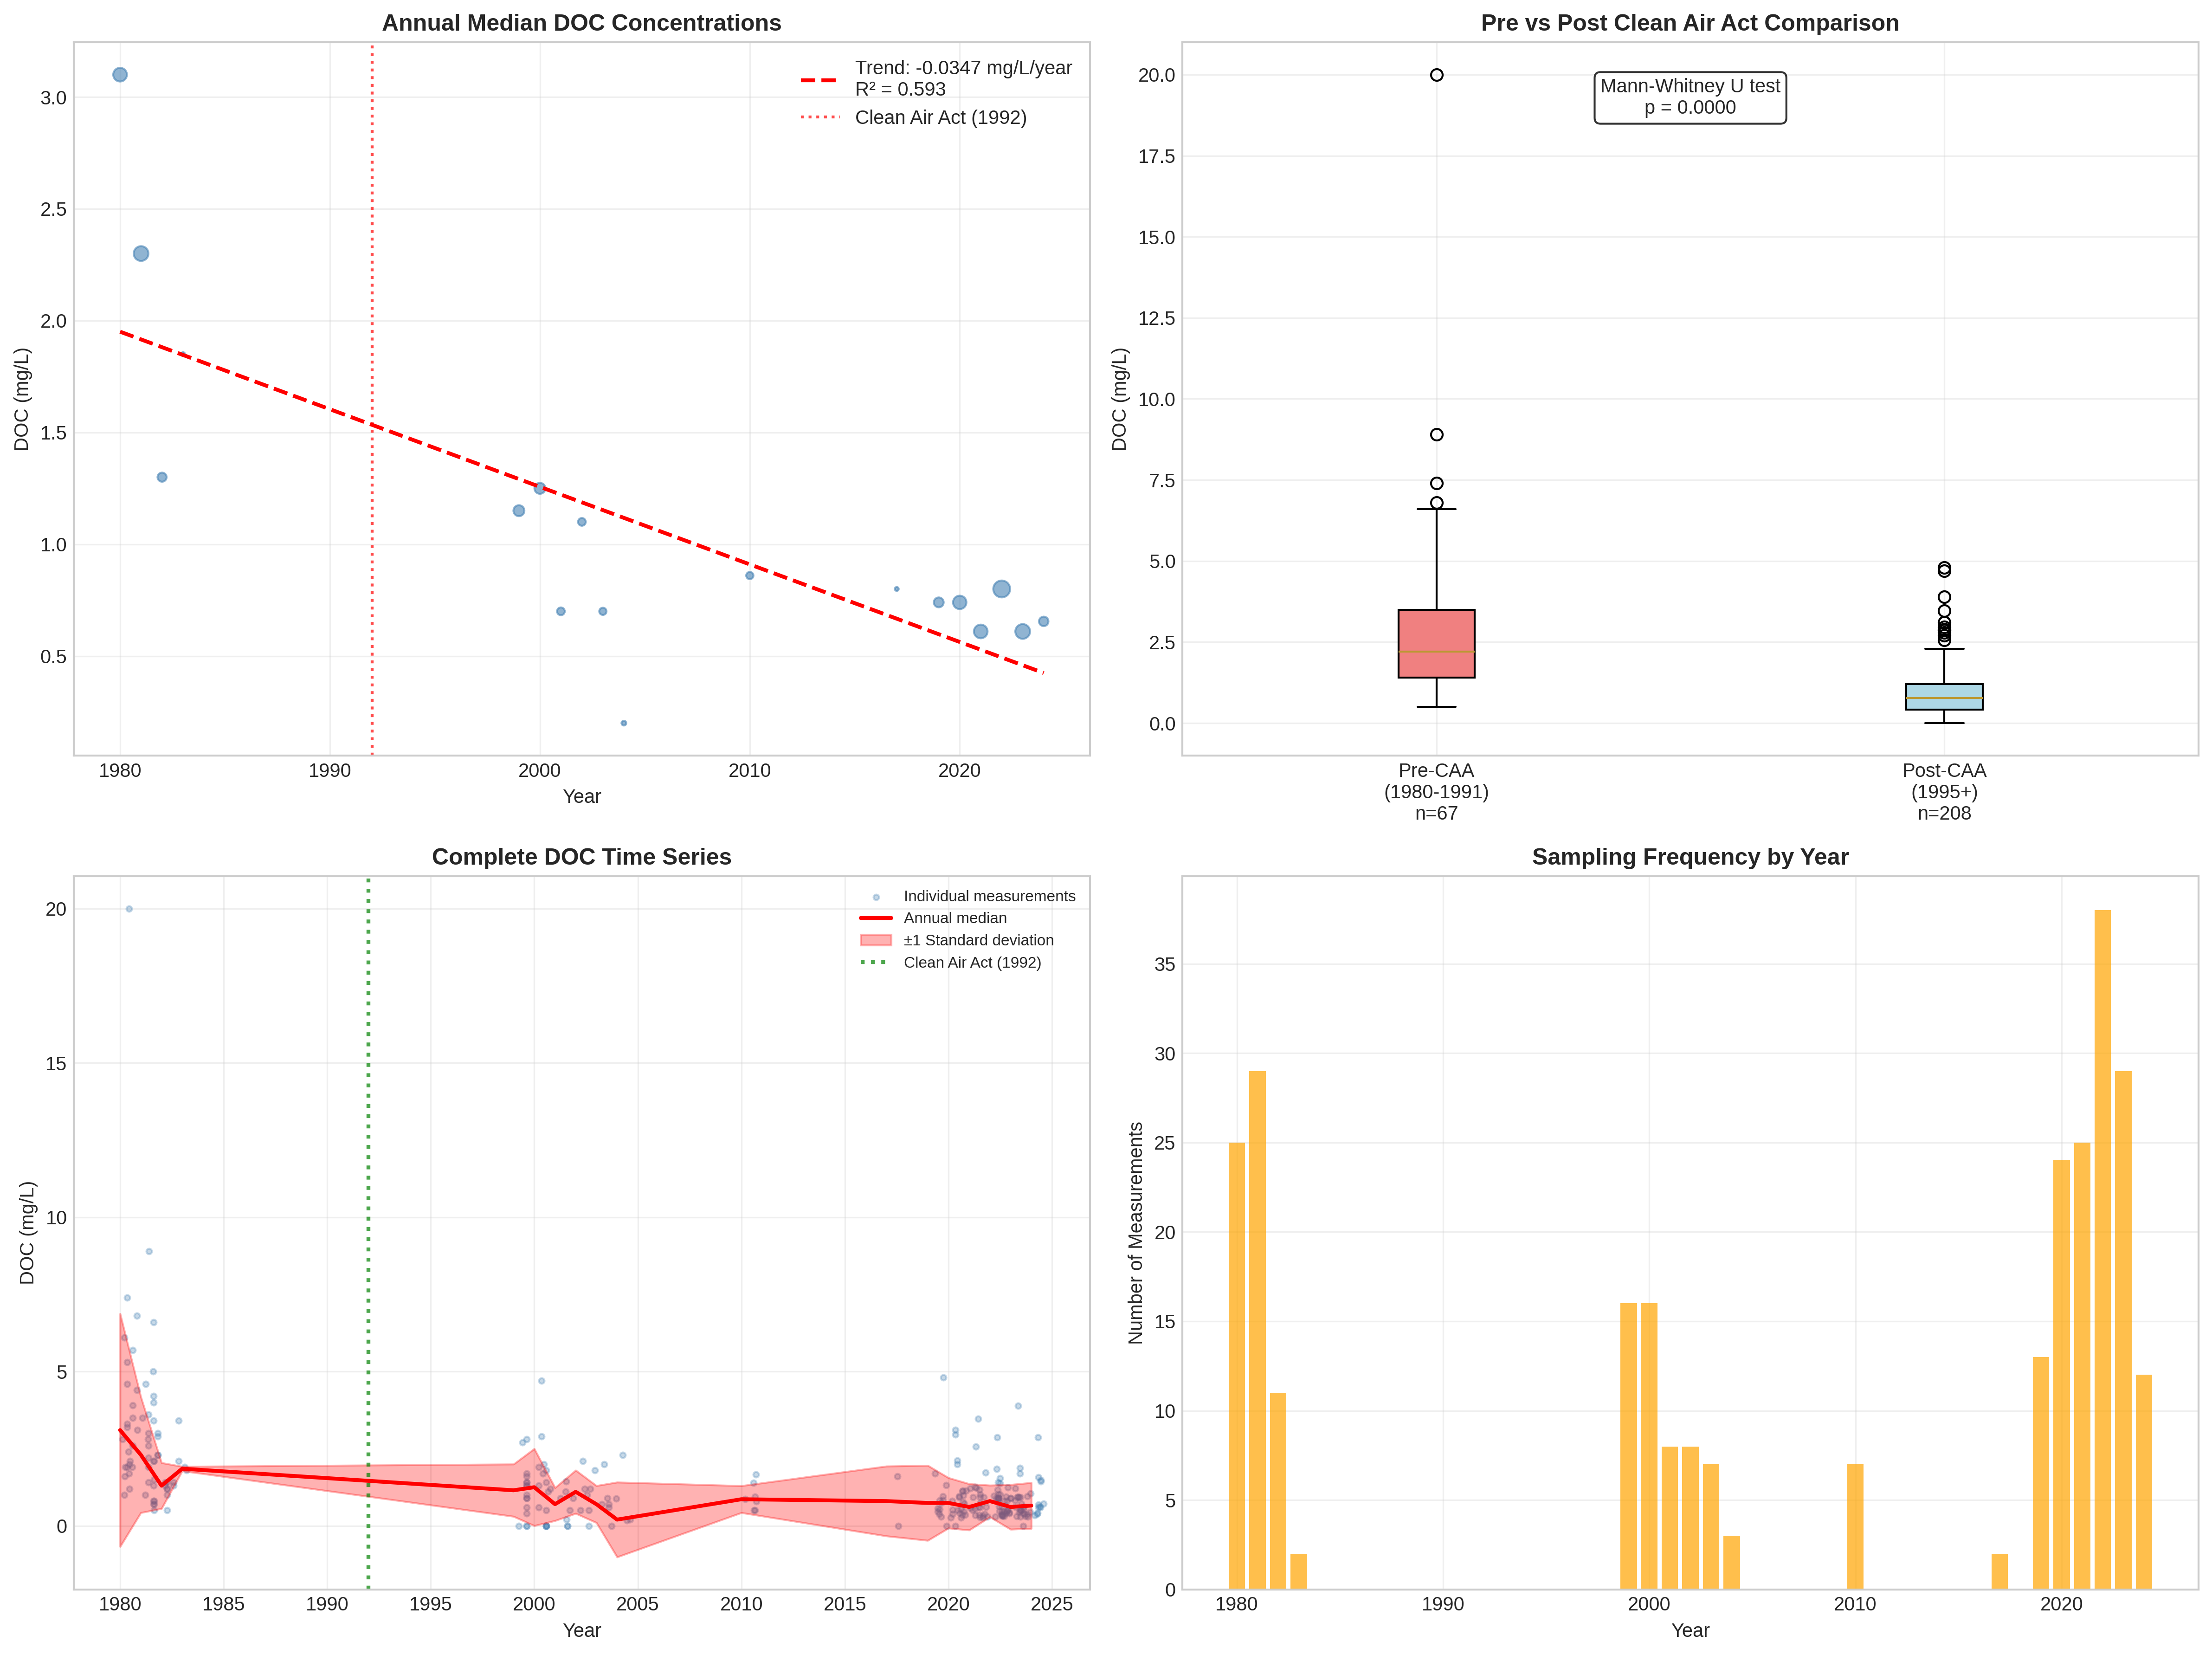 Annual Median DOC Concentrations
DOC (mg/L)
3.0
2.5
2.0
1.5
1.0
0.5
Trend: -0.0347 mg/L/year
R² = 0.593
Clean Air Act (1992)
1980 1990 2000 2010 2020
Year
Pre vs Post Clean Air Act Comparison
DOC (mg/L)
20.0
17.5
15.0
12.5
10.0
7.5
5.0
2.5
0.0
Mann-Whitney U test
p = 0.0000
Pre-CAA
(1980-1991)
n=67
Post-CAA
(1995+)
n=208
Complete DOC Time Series
DOC (mg/L)
20
15
10
5
0
Individual measurements
Annual median
±1 Standard deviation
Clean Air Act (1992)
1980 1985 1990 1995 2000 2005 2010 2015 2020 2025
Year
Sampling Frequency by Year
Number of Measurements
35
30
25
20
15
10
5
0
1980 1990 2000 2010 2020
Year